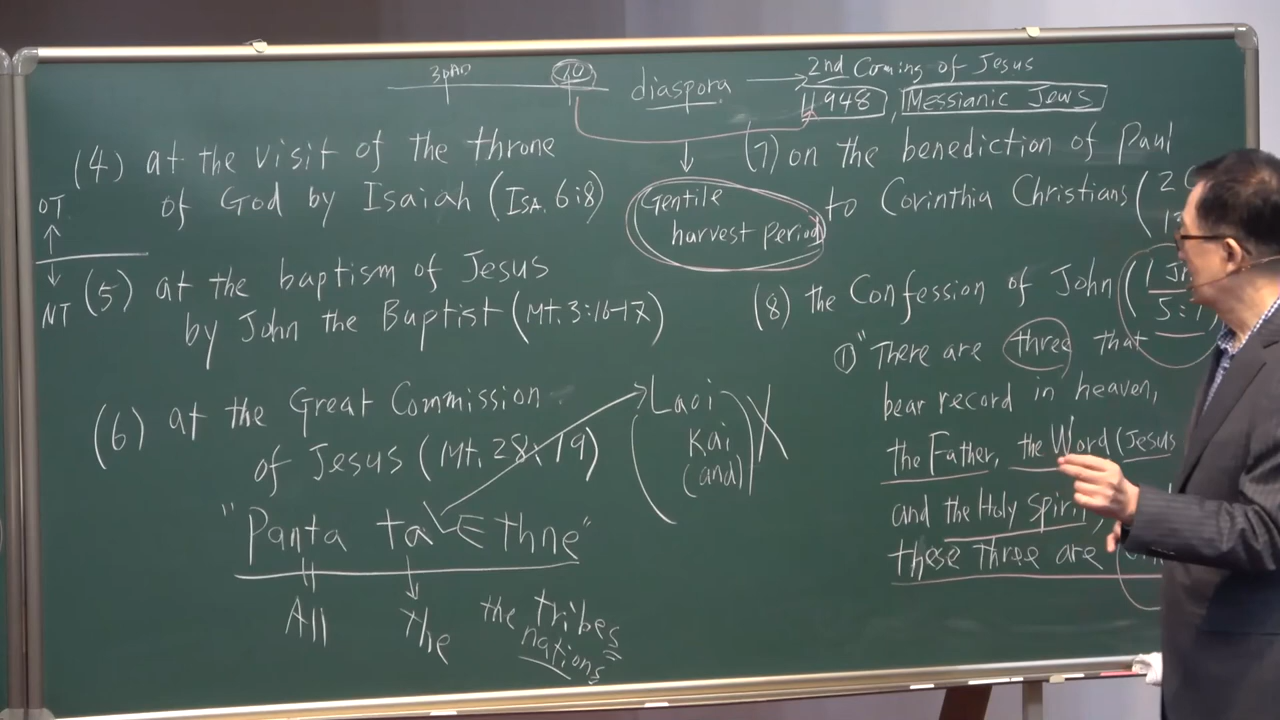 30AD 70 diaspora → 2nd Coming of Jesus
1948, Messianic Jews
(4) at the visit of the throne
of God by Isaiah (Isa. 6:8)
OT
NT
(5) at the baptism of Jesus
by John the Baptist (Mt. 3:16-17)
(6) at the Great Commission
of Jesus (Mt. 28:19)
"Panta ta Ethne"
All the the tribes
nations
Gentile
harvest period
Laoi
Kai
(and)
X
(7) on the benediction of Paul
to Corinthia Christians (2
(8) the Confession of John (1
5:
① "There are three that
bear record in heaven,
the Father, the Word (Jesus
and the Holy Spirit,
these three are